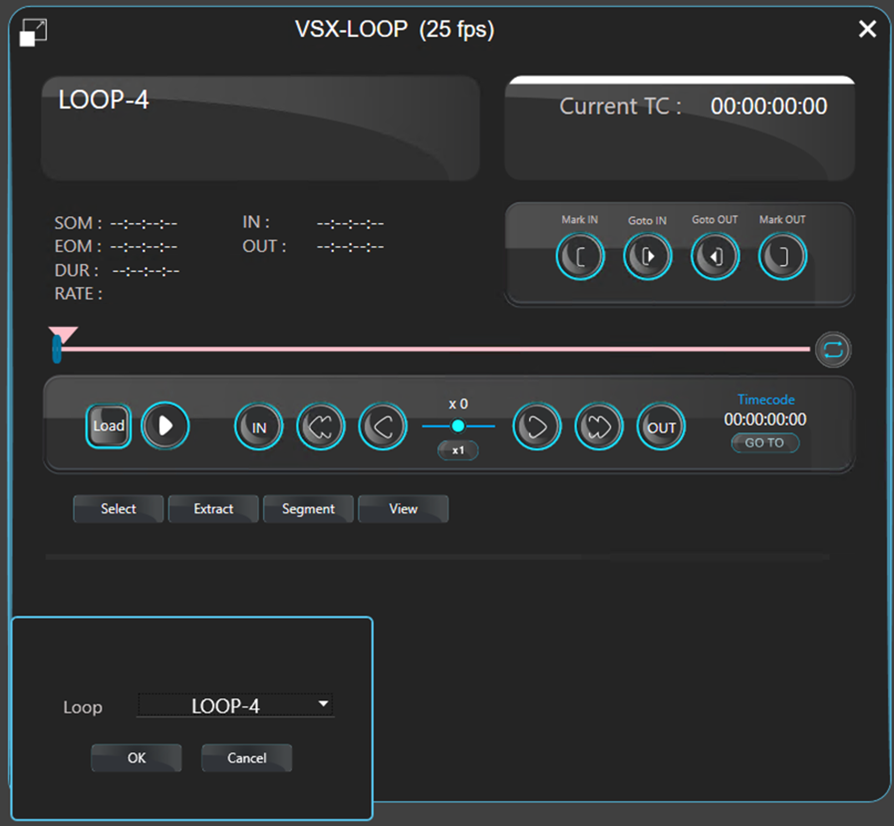 VSX-LOOP (25 fps)
LOOP-4
Current TC : 00:00:00:00
SOM : --:--:--:--
IN : --:--:--:--
EOM : --:--:--:--
OUT : --:--:--:--
DUR : --:--:--:--
RATE :
Mark IN Goto IN Goto OUT Mark OUT
x 0
Load IN OUT
x1
Timecode
00:00:00:00
GO TO
Select Extract Segment View
Loop LOOP-4
OK Cancel